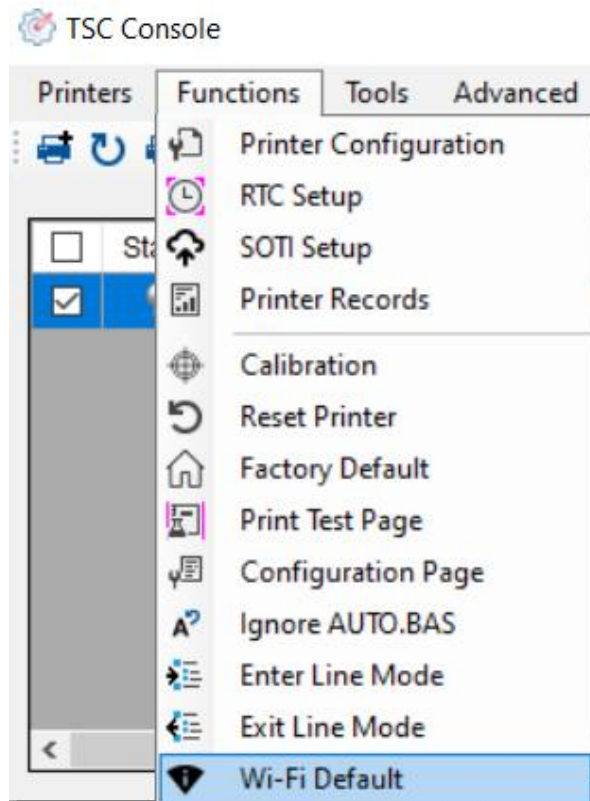 TSC Console
Printers Functions Tools Advanced
Printer Configuration
RTC Setup
SOTI Setup
Printer Records
Calibration
Reset Printer
Factory Default
Print Test Page
Configuration Page
Ignore AUTO.BAS
Enter Line Mode
Exit Line Mode
Wi-Fi Default